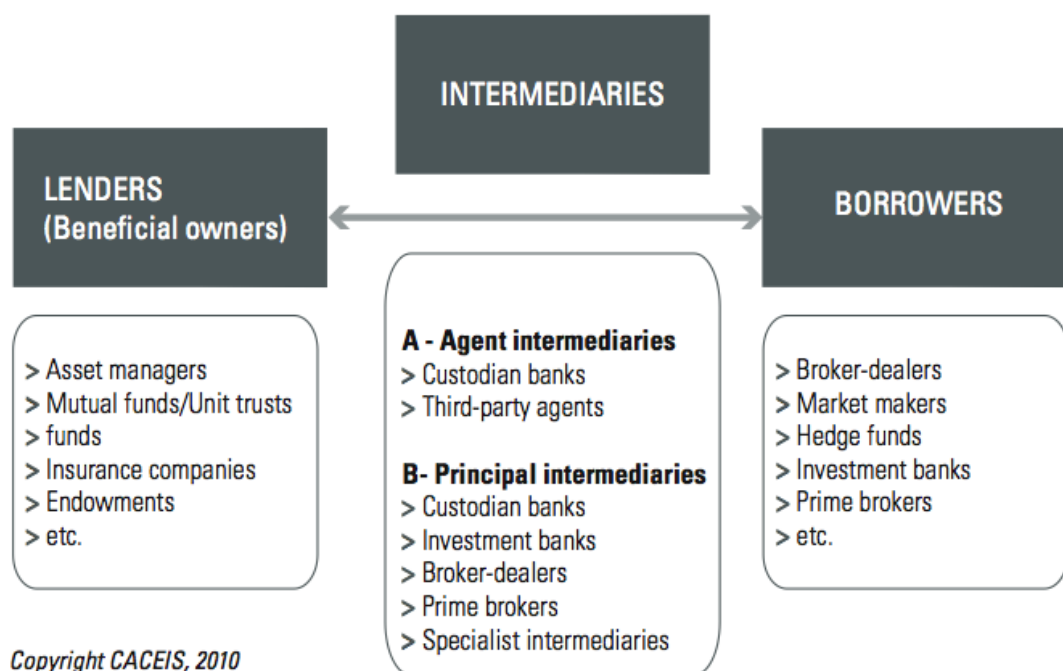 INTERMEDIARIES
LENDERS
(Beneficial owners)
BORROWERS
> Asset managers
> Mutual funds/Unit trusts
> funds
> Insurance companies
> Endowments
> etc.
A - Agent intermediaries
> Custodian banks
> Third-party agents
B- Principal intermediaries
> Custodian banks
> Investment banks
> Broker-dealers
> Prime brokers
> Specialist intermediaries
> Broker-dealers
> Market makers
> Hedge funds
> Investment banks
> Prime brokers
> etc.
Copyright CACEIS, 2010